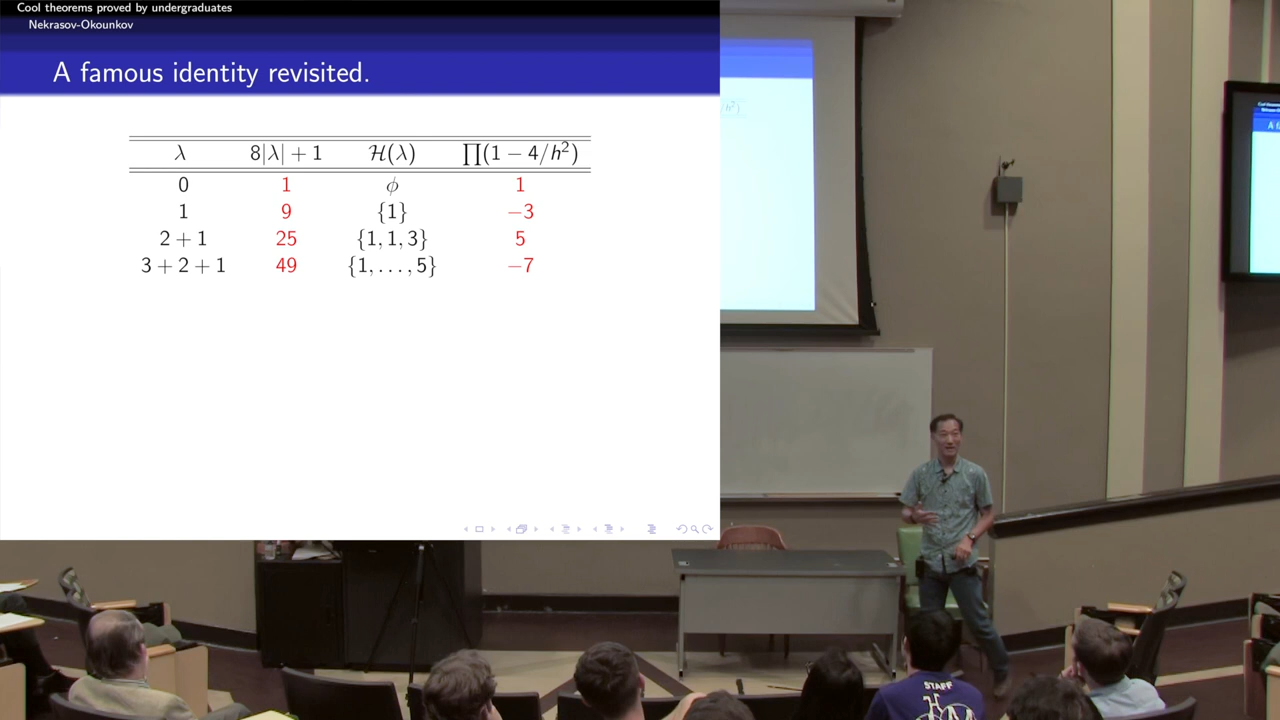 Cool theorems proved by undergraduates
Nekrasov-Okounkov
A famous identity revisited.
λ 8|λ| + 1 ℋ(λ) ∏(1 − 4/h²)
0 1 ϕ 1
1 9 {1} −3
2 + 1 25 {1, 1, 3} 5
3 + 2 + 1 49 {1, . . . , 5} −7
STAFF